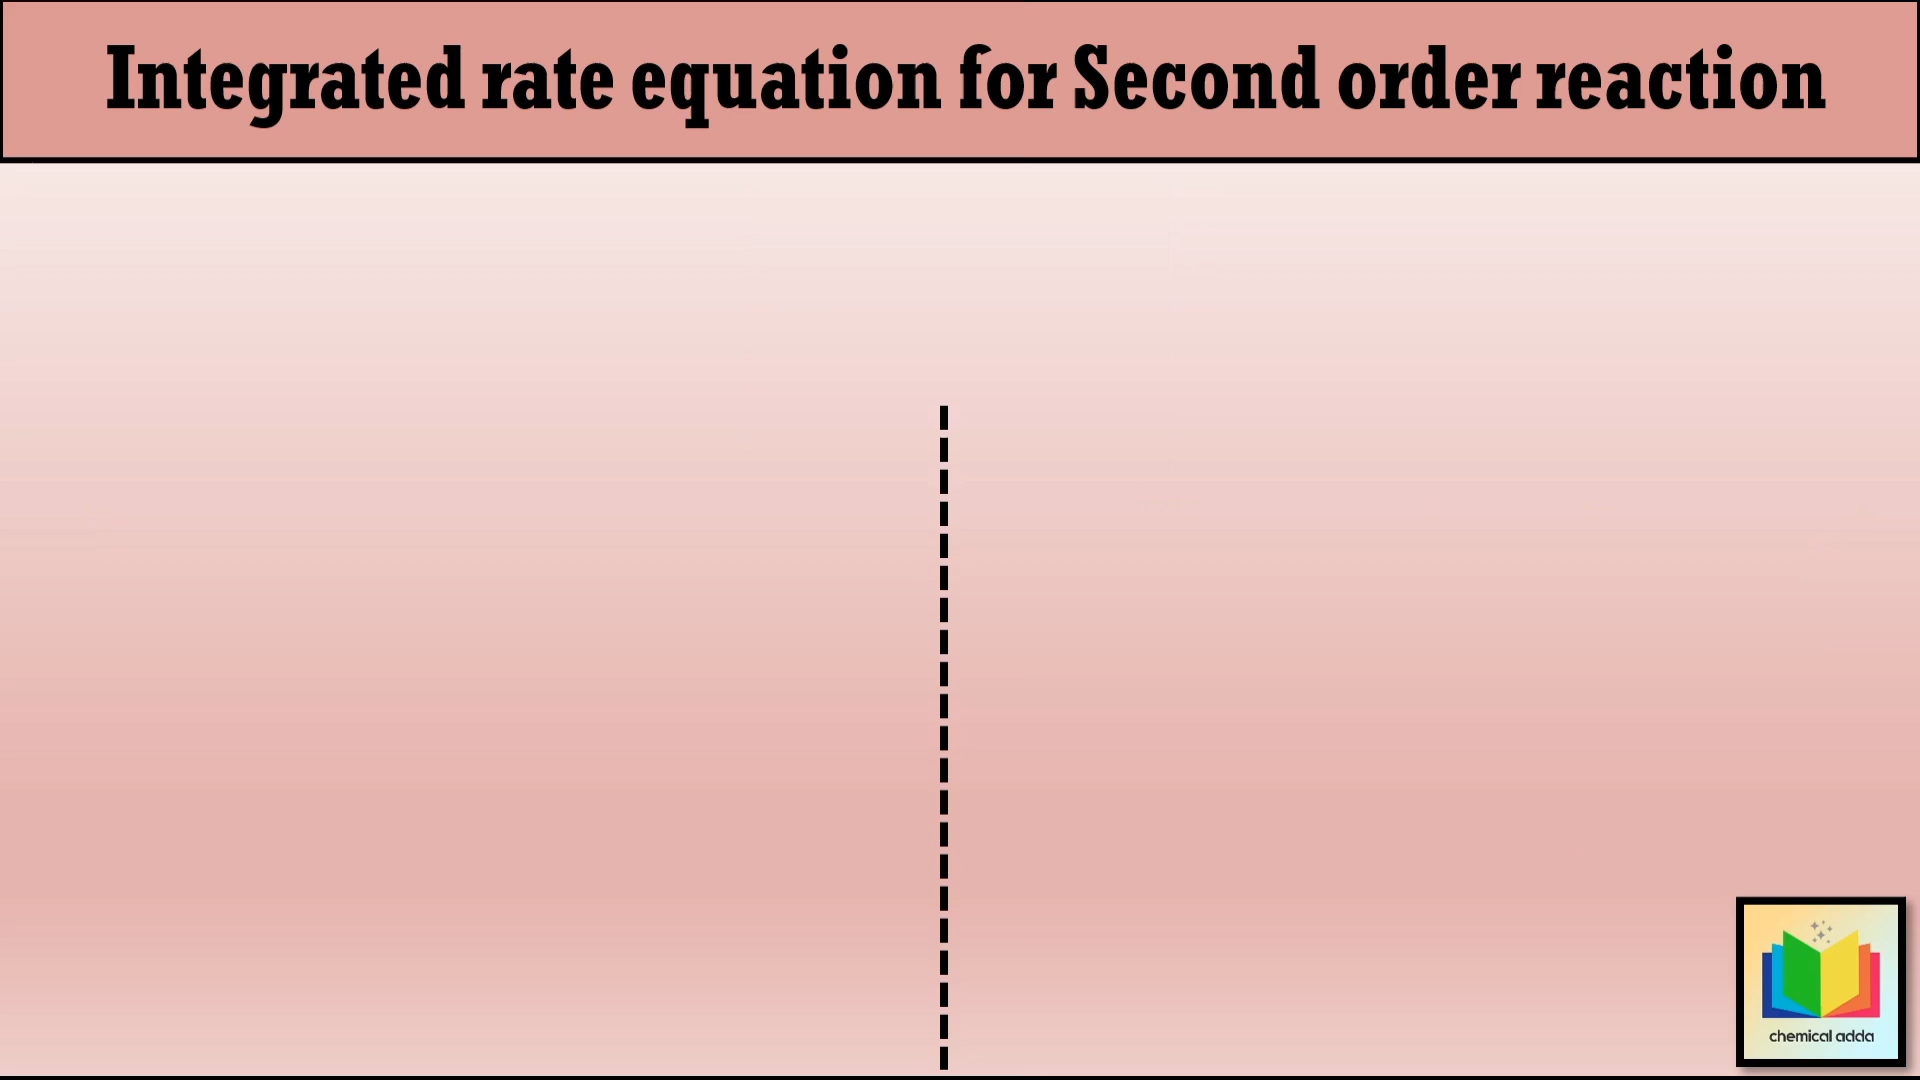 Integrated rate equation for Second order reaction
chemical adda